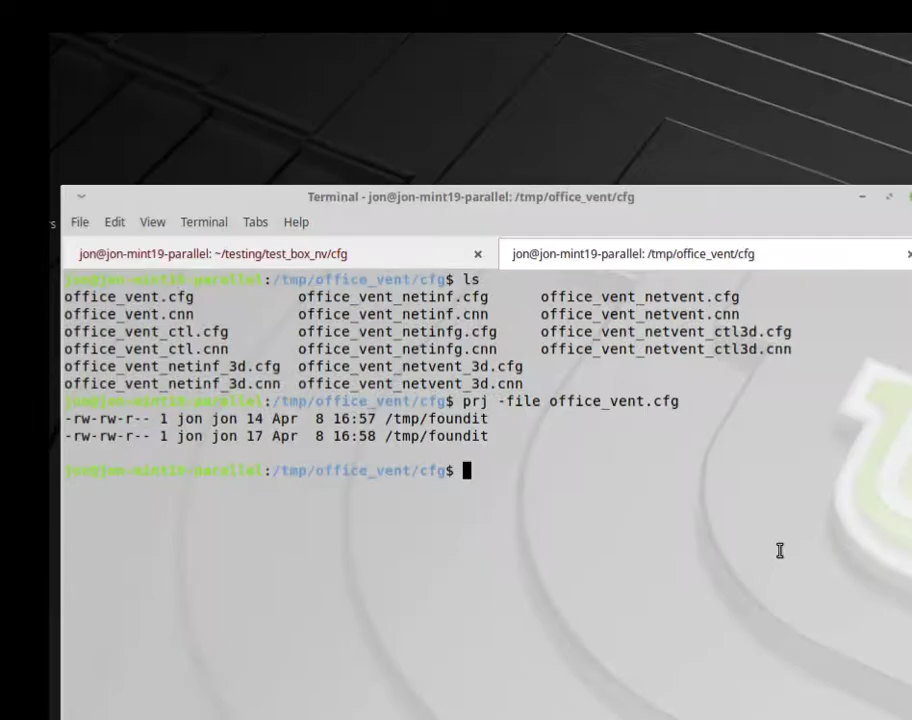 Terminal - jon@jon-mint19-parallel: /tmp/office_vent/cfg
File Edit View Terminal Tabs Help
jon@jon-mint19-parallel: ~/testing/test_box_nv/cfg jon@jon-mint19-parallel: /tmp/office_vent/cfg
jon@jon-mint19-parallel:/tmp/office_vent/cfg$ ls
office_vent.cfg office_vent_netinf.cfg office_vent_netvent.cfg
office_vent.cnn office_vent_netinf.cnn office_vent_netvent.cnn
office_vent_ctl.cfg office_vent_netinfg.cfg office_vent_netvent_ctl3d.cfg
office_vent_ctl.cnn office_vent_netinfg.cnn office_vent_netvent_ctl3d.cnn
office_vent_netinf_3d.cfg office_vent_netvent_3d.cfg
office_vent_netinf_3d.cnn office_vent_netvent_3d.cnn
jon@jon-mint19-parallel:/tmp/office_vent/cfg$ prj -file office_vent.cfg
-rw-rw-r-- 1 jon jon 14 Apr  8 16:57 /tmp/foundit
-rw-rw-r-- 1 jon jon 17 Apr  8 16:58 /tmp/foundit
jon@jon-mint19-parallel:/tmp/office_vent/cfg$